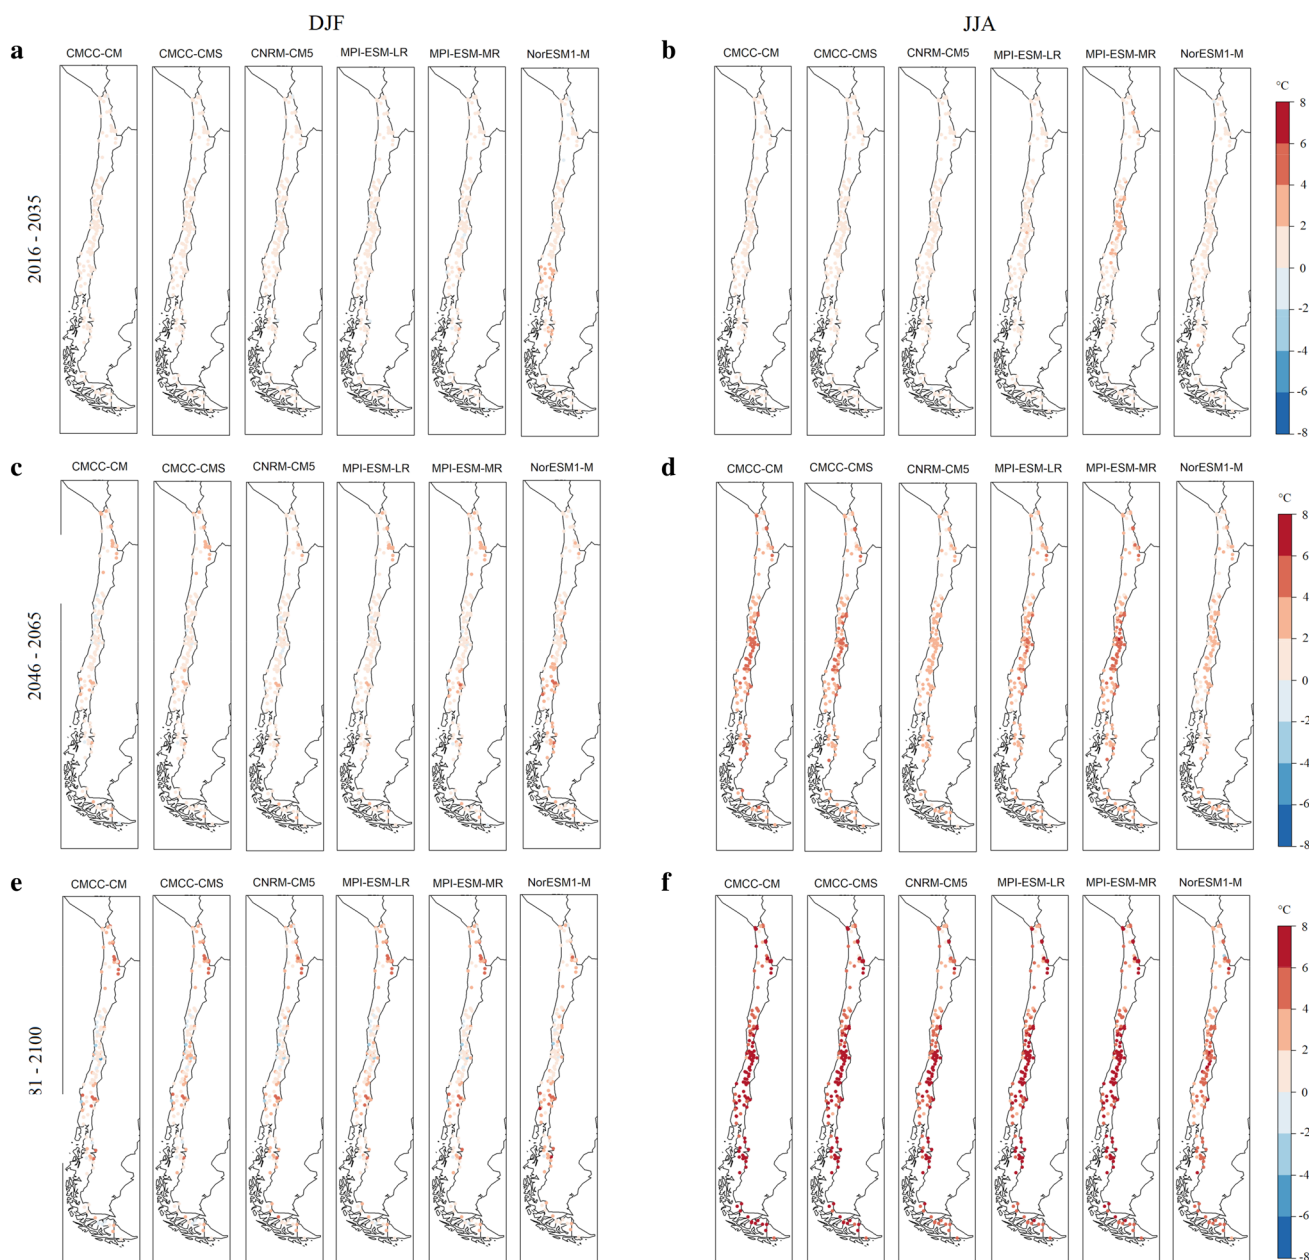 DJF JJA
a CMCC-CM CMCC-CMS CNRM-CM5 MPI-ESM-LR MPI-ESM-MR NorESM1-M
b CMCC-CM CMCC-CMS CNRM-CM5 MPI-ESM-LR MPI-ESM-MR NorESM1-M
2016 - 2035
°C
8
6
4
2
0
-2
-4
-6
-8
c CMCC-CM CMCC-CMS CNRM-CM5 MPI-ESM-LR MPI-ESM-MR NorESM1-M
d CMCC-CM CMCC-CMS CNRM-CM5 MPI-ESM-LR MPI-ESM-MR NorESM1-M
2046 - 2065
°C
8
6
4
2
0
-2
-4
-6
-8
e CMCC-CM CMCC-CMS CNRM-CM5 MPI-ESM-LR MPI-ESM-MR NorESM1-M
f CMCC-CM CMCC-CMS CNRM-CM5 MPI-ESM-LR MPI-ESM-MR NorESM1-M
31 - 2100
°C
8
6
4
2
0
-2
-4
-6
-8